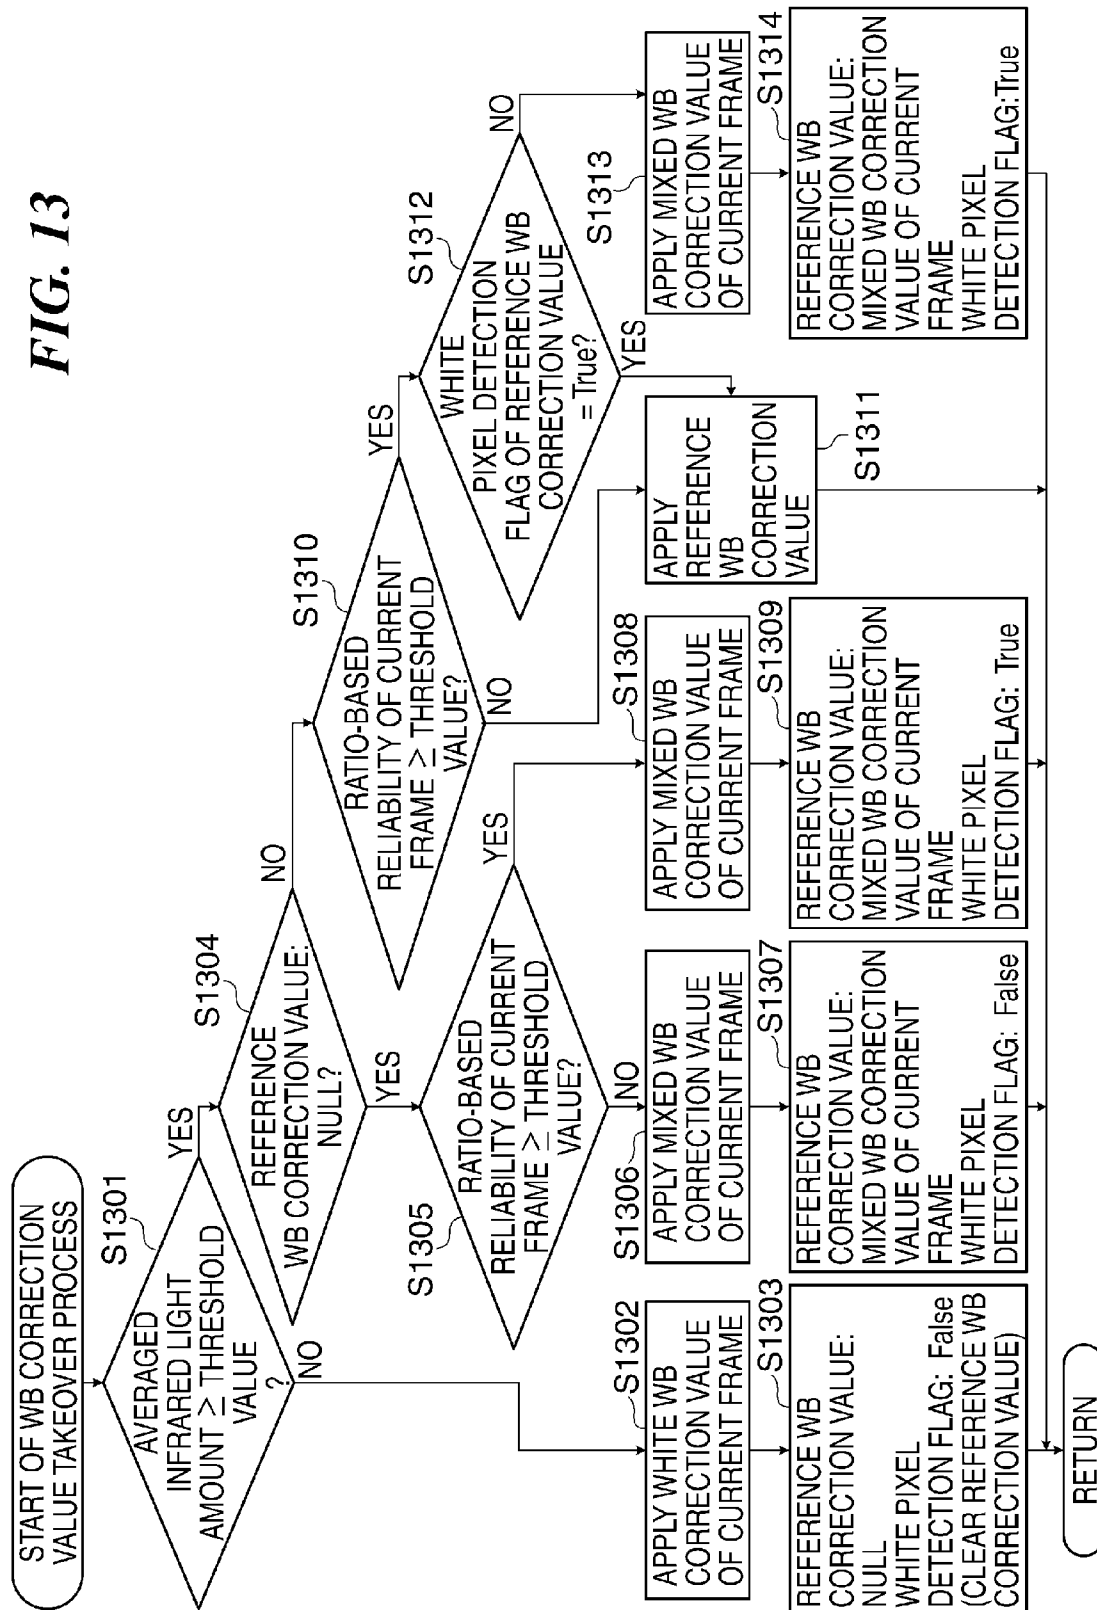 FIG. 13
START OF WB CORRECTION
VALUE TAKEOVER PROCESS
S1301
AVERAGED
INFRARED LIGHT
AMOUNT ≥ THRESHOLD
VALUE
?
YES
NO
S1302
APPLY WHITE WB
CORRECTION VALUE
OF CURRENT FRAME
S1303
REFERENCE WB
CORRECTION VALUE:
NULL
WHITE PIXEL
DETECTION FLAG: False
(CLEAR REFERENCE WB
CORRECTION VALUE)
S1304
REFERENCE
WB CORRECTION VALUE:
NULL?
NO
YES
S1305
RATIO-BASED
RELIABILITY OF CURRENT
FRAME ≥ THRESHOLD
VALUE?
YES
NO
S1306
APPLY MIXED WB
CORRECTION VALUE
OF CURRENT FRAME
S1307
REFERENCE WB
CORRECTION VALUE:
MIXED WB CORRECTION
VALUE OF CURRENT
FRAME
WHITE PIXEL
DETECTION FLAG: False
S1308
APPLY MIXED WB
CORRECTION VALUE
OF CURRENT FRAME
S1309
REFERENCE WB
CORRECTION VALUE:
MIXED WB CORRECTION
VALUE OF CURRENT
FRAME
WHITE PIXEL
DETECTION FLAG: True
S1310
RATIO-BASED
RELIABILITY OF CURRENT
FRAME ≥ THRESHOLD
VALUE?
YES
NO
S1311
APPLY
REFERENCE
WB
CORRECTION
VALUE
S1312
WHITE
PIXEL DETECTION
FLAG OF REFERENCE WB
CORRECTION VALUE
= True?
NO
YES
S1313
APPLY MIXED WB
CORRECTION VALUE
OF CURRENT FRAME
S1314
REFERENCE WB
CORRECTION VALUE:
MIXED WB CORRECTION
VALUE OF CURRENT
FRAME
WHITE PIXEL
DETECTION FLAG:True
RETURN